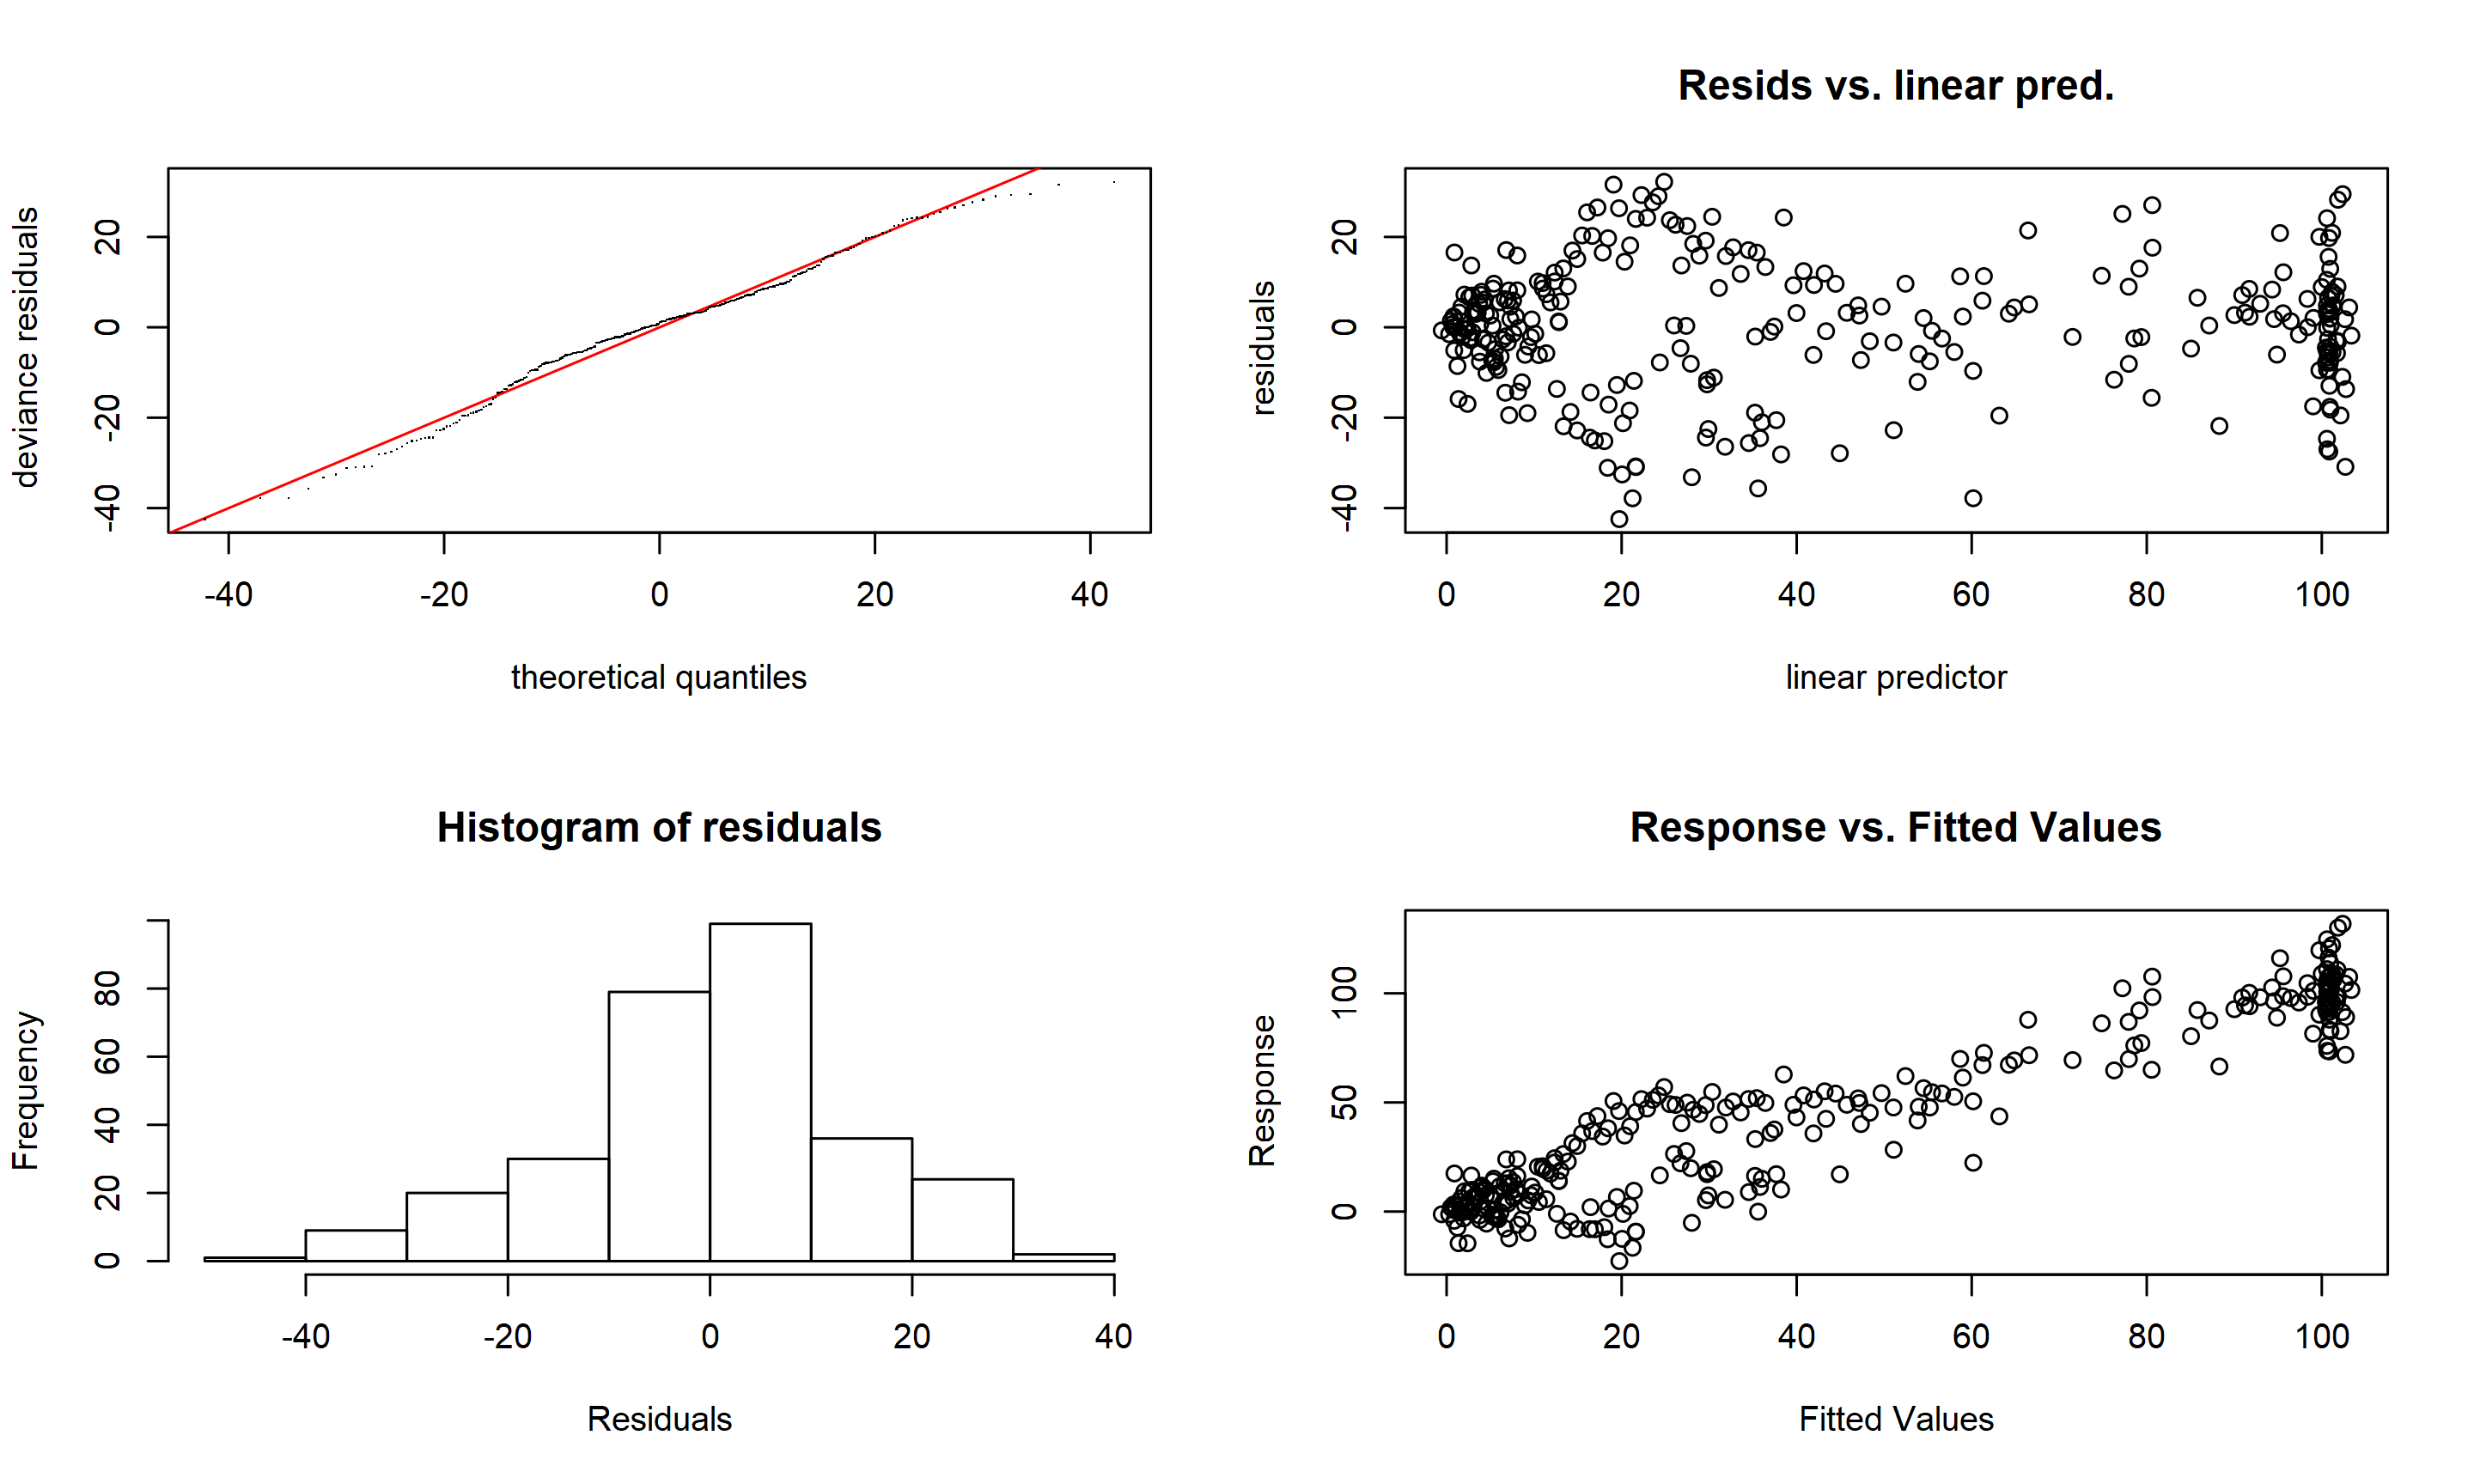 deviance residuals
20
0
-20
-40
-40 -20 0 20 40
theoretical quantiles
Resids vs. linear pred.
residuals
20
0
-20
-40
0 20 40 60 80 100
linear predictor
Histogram of residuals
Frequency
80
60
40
20
0
-40 -20 0 20 40
Residuals
Response vs. Fitted Values
Response
100
50
0
0 20 40 60 80 100
Fitted Values